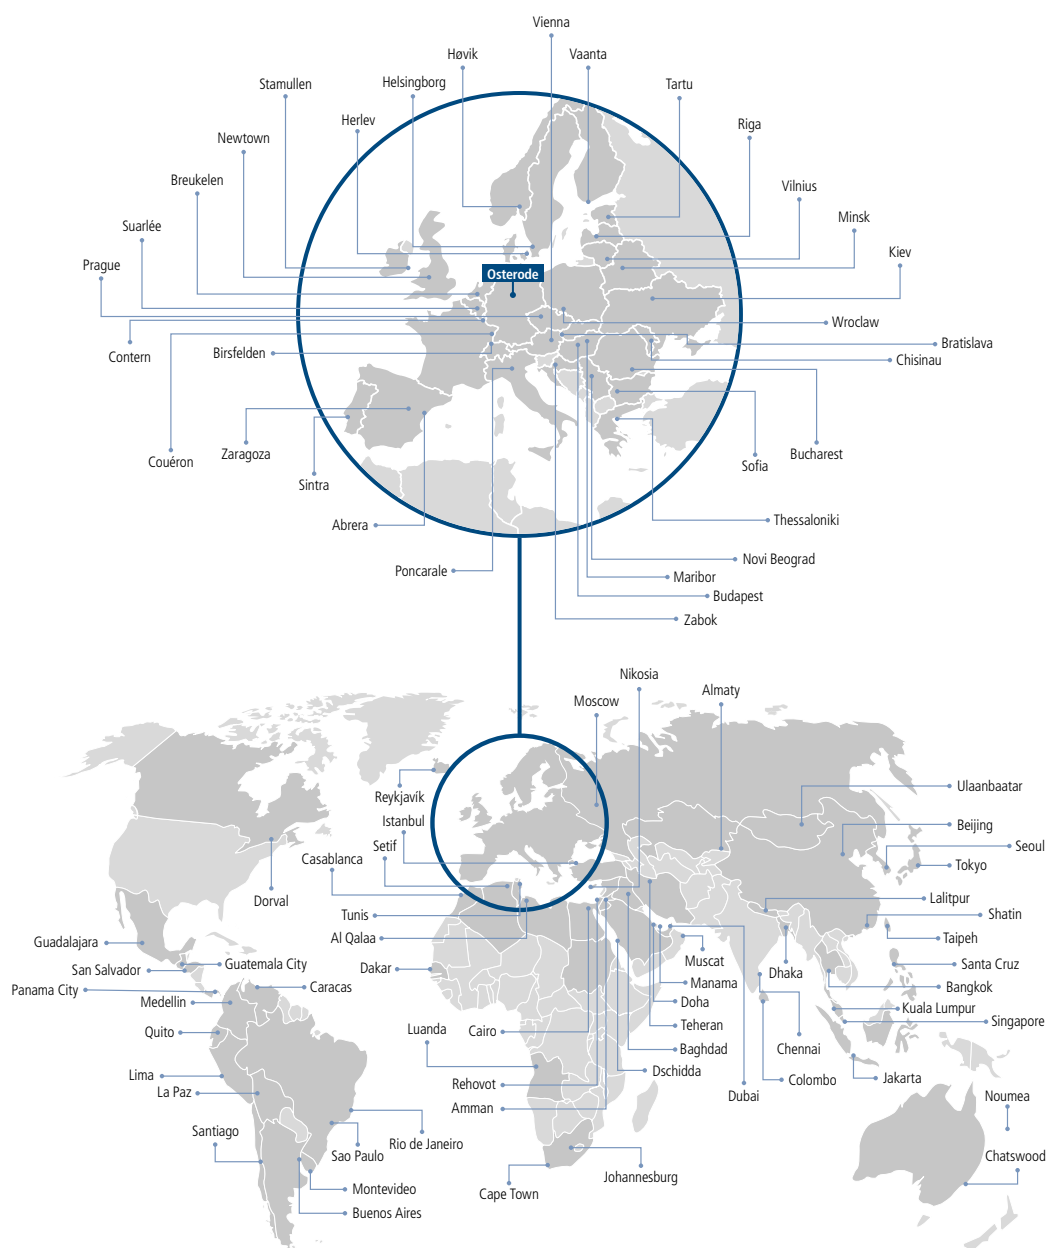 Vienna
Høvik
Vaanta
Stamullen
Helsingborg
Tartu
Herlev
Riga
Newtown
Breukelen
Vilnius
Suarlée
Minsk
Prague
Kiev
Osterode
Wroclaw
Contern
Birsfelden
Bratislava
Chisinau
Couéron
Zaragoza
Sofia
Bucharest
Sintra
Abrera
Thessaloniki
Poncarale
Novi Beograd
Maribor
Budapest
Zabok
Nikosia
Moscow
Almaty
Reykjavík
Ulaanbaatar
Istanbul
Beijing
Setif
Seoul
Casablanca
Tokyo
Dorval
Lalitpur
Tunis
Shatin
Al Qalaa
Taipeh
Guadalajara
Guatemala City
San Salvador
Dakar
Muscat
Dhaka
Santa Cruz
Panama City
Caracas
Manama
Bangkok
Medellin
Doha
Kuala Lumpur
Quito
Luanda
Cairo
Teheran
Singapore
Baghdad
Chennai
Lima
Rehovot
Dschidda
Colombo
Jakarta
La Paz
Amman
Dubai
Noumea
Santiago
Rio de Janeiro
Sao Paulo
Chatswood
Johannesburg
Montevideo
Cape Town
Buenos Aires